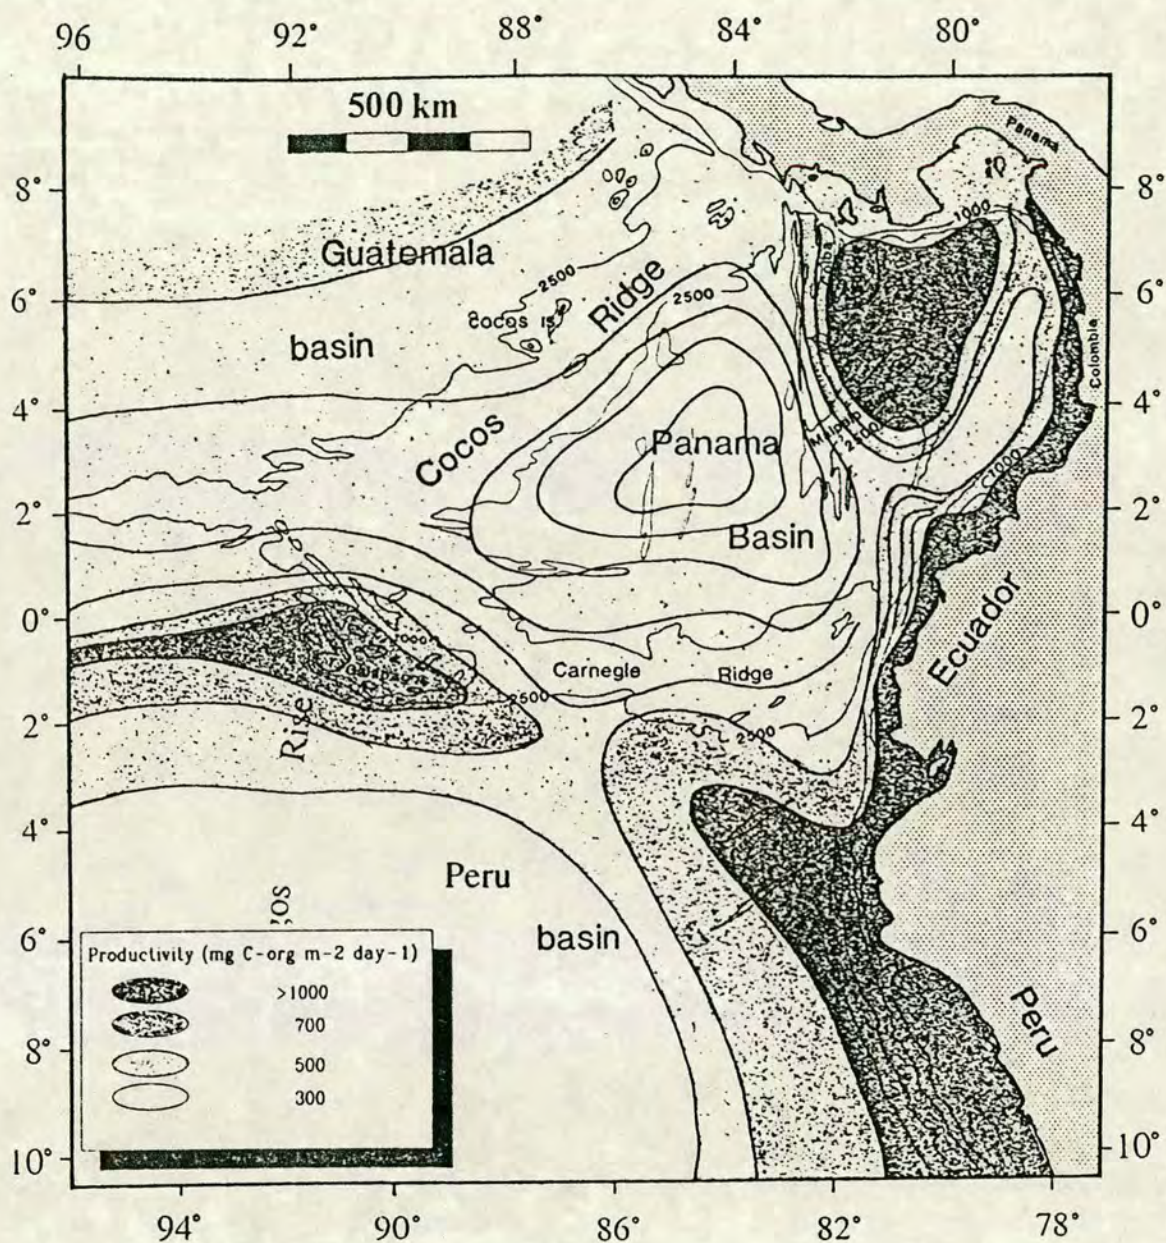 96 92° 88° 84° 80°
500 km
Panama
8° 8°
1000
Guatemala
2500
Ridge
2500
6° 6°
COCOS IS
basin
Colombia
4° 4°
2500
Cocos
Panama
1000
2° 2°
Basin
0° 0°
Ecuador
Carnegle Ridge
2500
2° 2°
2500
Rise
4° 4°
Peru
basin
6° 6°
Peru
Productivity (mg C-org m-2 day-1)
>1000
700
500
300
8° 8°
10° 10°
94° 90° 86° 82° 78°